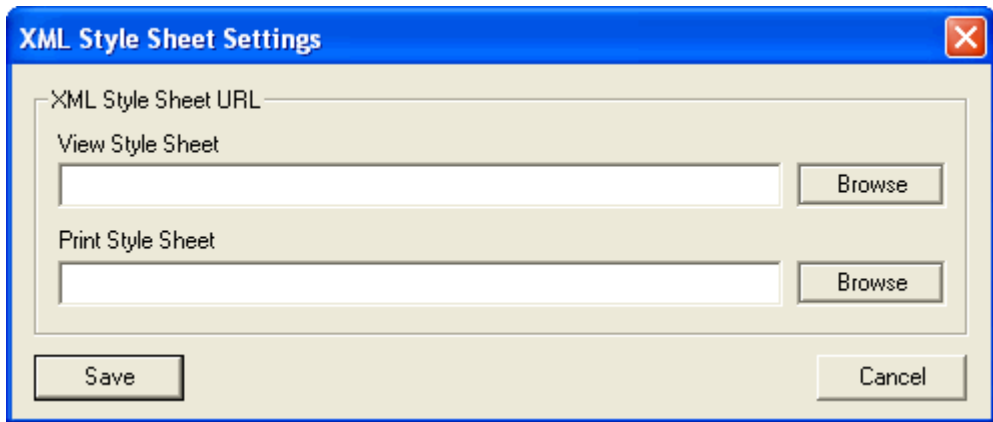 XML Style Sheet Settings
XML Style Sheet URL
View Style Sheet
Browse
Print Style Sheet
Browse
Save Cancel